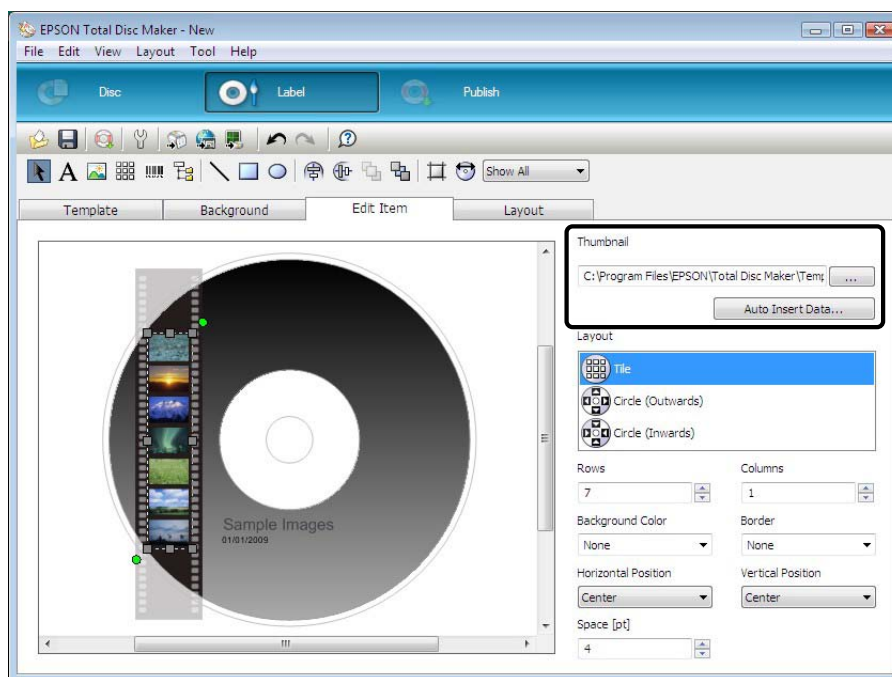 EPSON Total Disc Maker - New
File Edit View Layout Tool Help
Disc Label Publish
A Show All
Template Background Edit Item Layout
Thumbnail
C:\Program Files\EPSON\Total Disc Maker\Temp ...
Auto Insert Data...
Layout
Tile
Circle (Outwards)
Circle (Inwards)
Rows Columns
7 1
Background Color Border
None None
Horizontal Position Vertical Position
Center Center
Space [pt]
4
Sample Images
01/01/2009